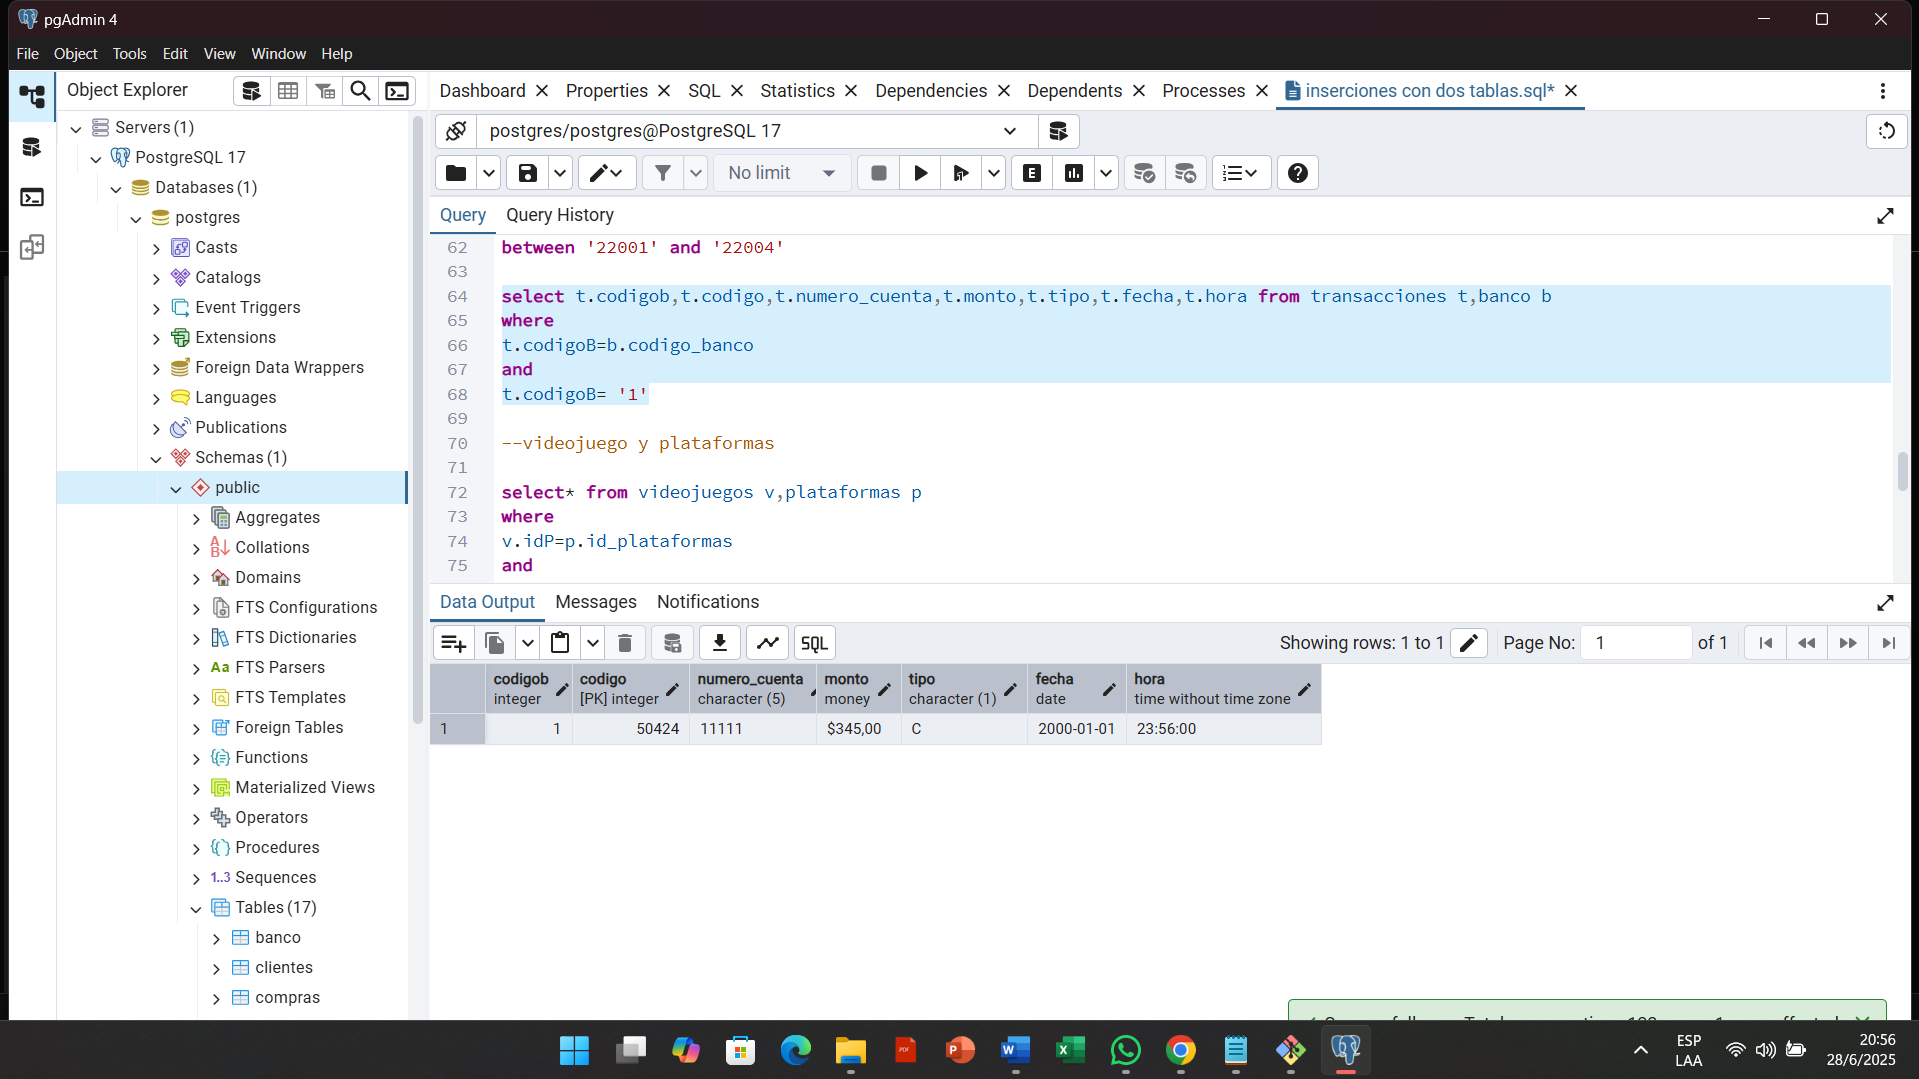 pgAdmin 4
File Object Tools Edit View Window Help
Object Explorer
Dashboard Properties SQL Statistics Dependencies Dependents Processes inserciones con dos tablas.sql*
Servers (1)
PostgreSQL 17
Databases (1)
postgres
Casts
Catalogs
Event Triggers
Extensions
Foreign Data Wrappers
Languages
Publications
Schemas (1)
public
Aggregates
Collations
Domains
FTS Configurations
FTS Dictionaries
Aa FTS Parsers
FTS Templates
Foreign Tables
Functions
Materialized Views
Operators
Procedures
1..3 Sequences
Tables (17)
banco
clientes
compras
postgres/postgres@PostgreSQL 17
No limit
E
Query Query History
62 between '22001' and '22004'
63
64 select t.codigob,t.codigo,t.numero_cuenta,t.monto,t.tipo,t.fecha,t.hora from transacciones t,banco b
65 where
66 t.codigoB=b.codigo_banco
67 and
68 t.codigoB= '1'
69
70 --videojuego y plataformas
71
72 select* from videojuegos v,plataformas p
73 where
74 v.idP=p.id_plataformas
75 and
Data Output Messages Notifications
SQL Showing rows: 1 to 1 Page No: 1 of 1
codigob codigo numero_cuenta monto tipo fecha hora
integer [PK] integer character (5) money character (1) date time without time zone
1 1 50424 11111 $345,00 C 2000-01-01 23:56:00
ESP 20:56
LAA 28/6/2025